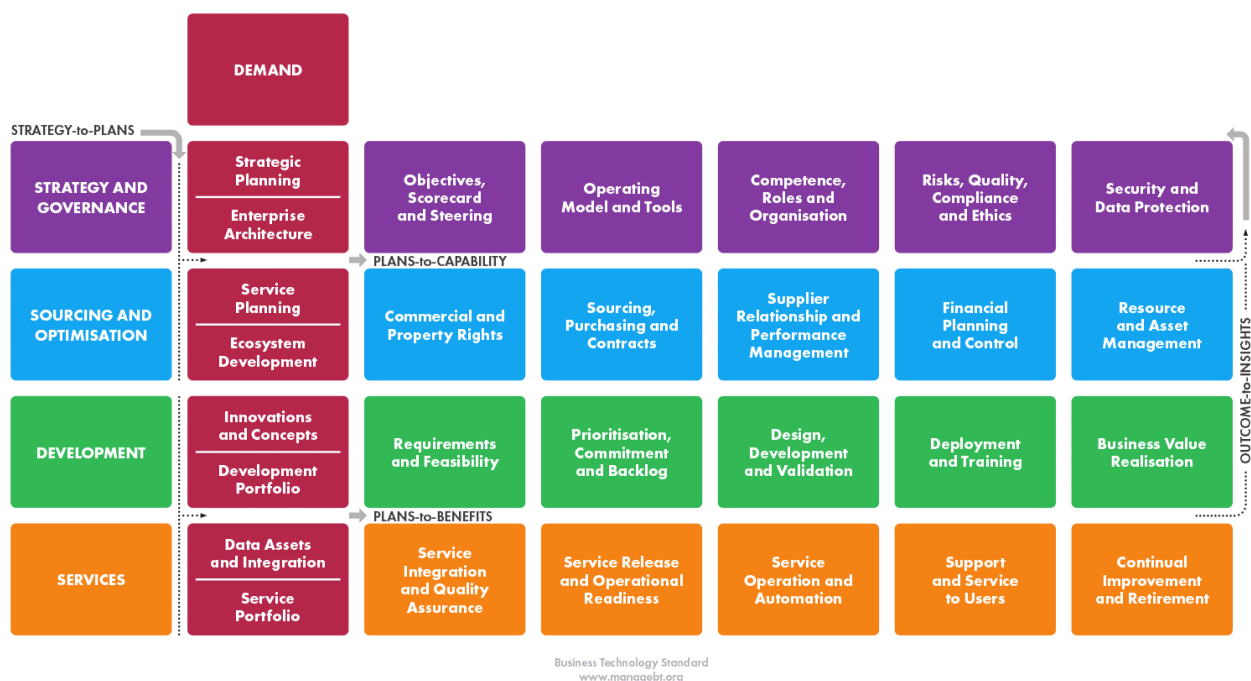 DEMAND
STRATEGY-to-PLANS
STRATEGY AND
GOVERNANCE
Strategic
Planning
Enterprise
Architecture
Objectives,
Scorecard
and Steering
Operating
Model and Tools
Competence,
Roles and
Organisation
Risks, Quality,
Compliance
and Ethics
Security and
Data Protection
PLANS-to-CAPABILITY
SOURCING AND
OPTIMISATION
Service
Planning
Ecosystem
Development
Commercial and
Property Rights
Sourcing,
Purchasing and
Contracts
Supplier
Relationship and
Performance
Management
Financial
Planning
and Control
Resource
and Asset
Management
OUTCOME-to-INSIGHTS
DEVELOPMENT
Innovations
and Concepts
Development
Portfolio
Requirements
and Feasibility
Prioritisation,
Commitment
and Backlog
Design,
Development
and Validation
Deployment
and Training
Business Value
Realisation
PLANS-to-BENEFITS
SERVICES
Data Assets
and Integration
Service
Portfolio
Service
Integration
and Quality
Assurance
Service Release
and Operational
Readiness
Service
Operation and
Automation
Support
and Service
to Users
Continual
Improvement
and Retirement
Business Technology Standard
www.managebt.org